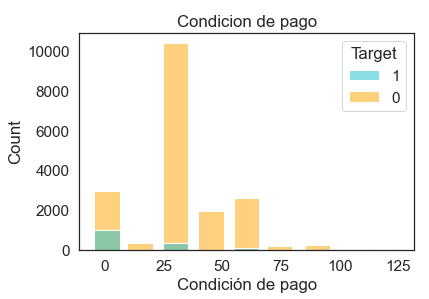 Condicion de pago
Target
1
0
10000
8000
6000
4000
2000
0
Count
0 25 50 75 100 125
Condición de pago